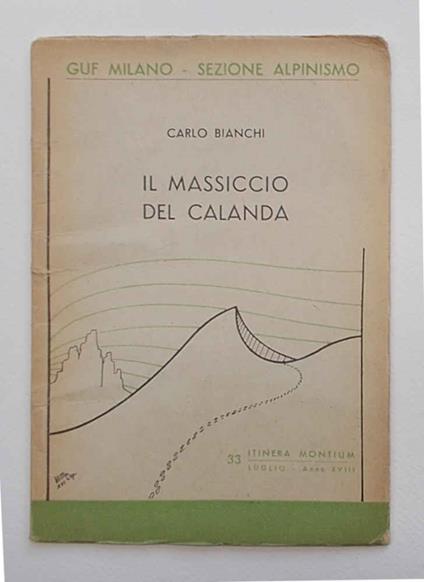 GUF MILANO - SEZIONE ALPINISMO
CARLO BIANCHI
IL MASSICCIO
DEL CALANDA
33 ITINERA MONTIUM
LUGLIO - Anno XVIII